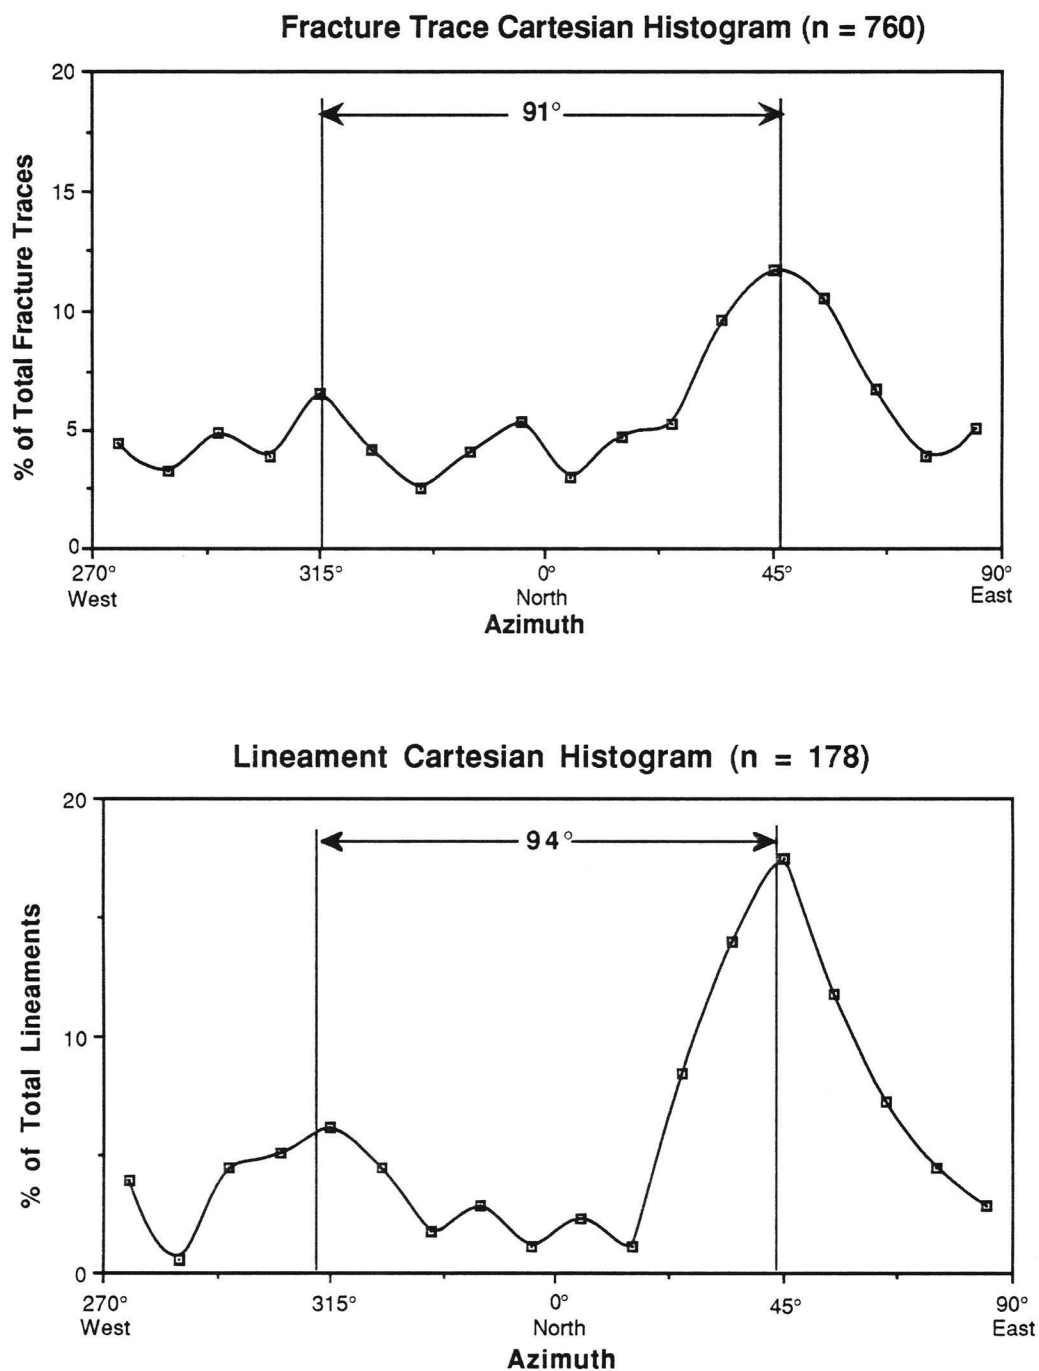 Fracture Trace Cartesian Histogram (n = 760)
20
91°
15
% of Total Fracture Traces
10
5
0
270° 315° 0° 45° 90°
West North East
Azimuth
Lineament Cartesian Histogram (n = 178)
20
94°
% of Total Lineaments
10
0
270° 315° 0° 45° 90°
West North East
Azimuth